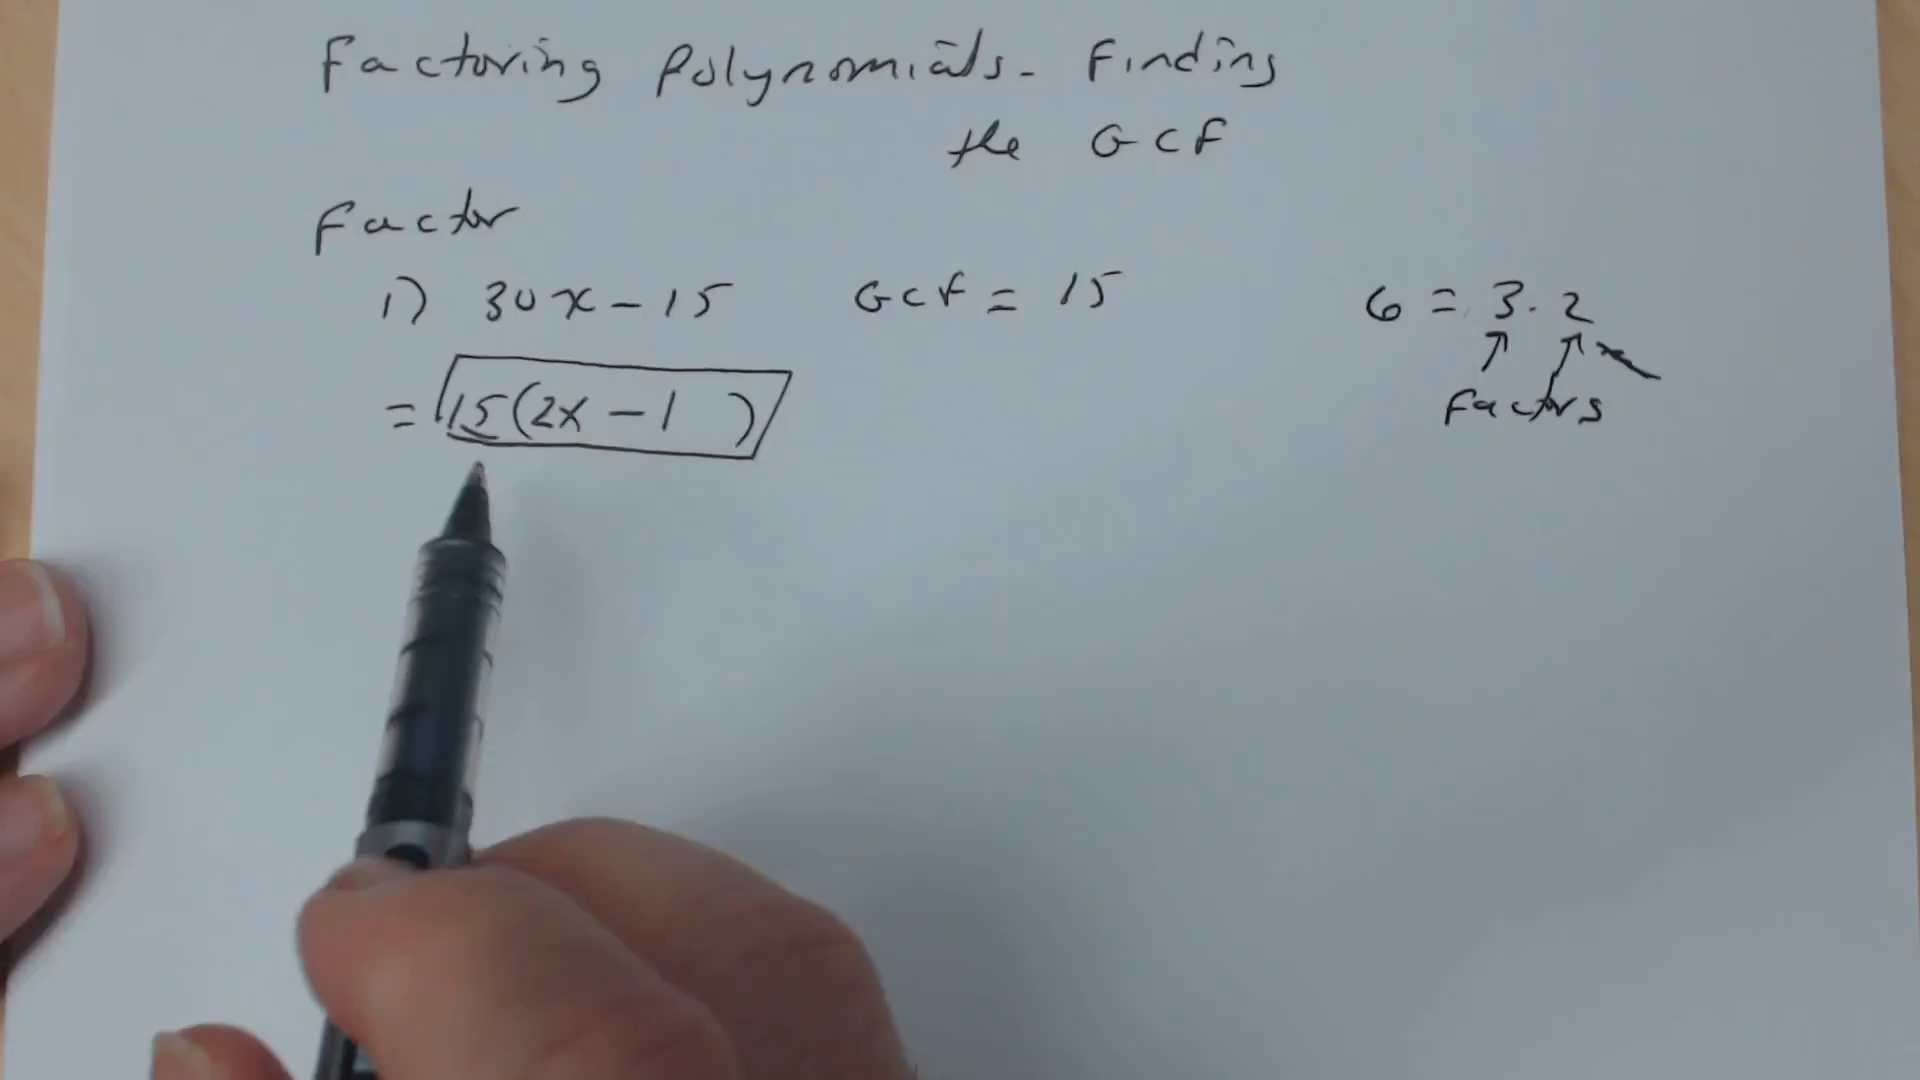 Factoring Polynomials - Finding
the GCF
Factor
1) 30x - 15 GCF = 15 6 = 3 · 2
= 15(2x - 1 ) Factors